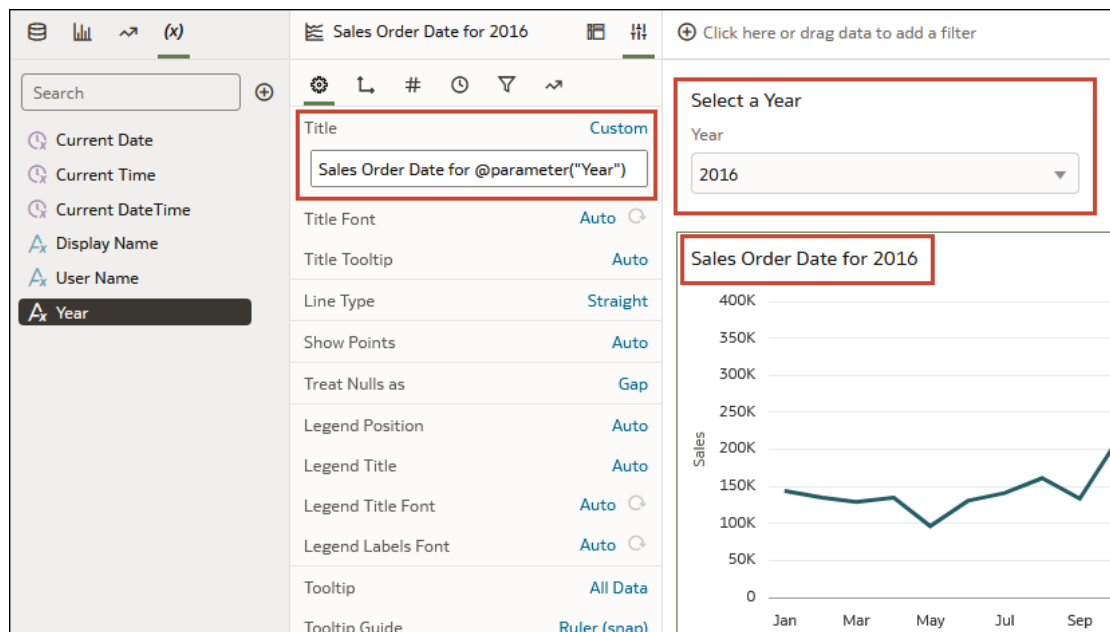 (x)
Search
Current Date
Current Time
Current DateTime
Display Name
User Name
Year
Sales Order Date for 2016
Title Custom
Sales Order Date for @parameter("Year")
Title Font Auto
Title Tooltip Auto
Line Type Straight
Show Points Auto
Treat Nulls as Gap
Legend Position Auto
Legend Title Auto
Legend Title Font Auto
Legend Labels Font Auto
Tooltip All Data
Tooltip Guide Ruler (snap)
Click here or drag data to add a filter
Select a Year
Year
2016
Sales Order Date for 2016
Sales
400K
350K
300K
250K
200K
150K
100K
50K
0
Jan Mar May Jul Sep